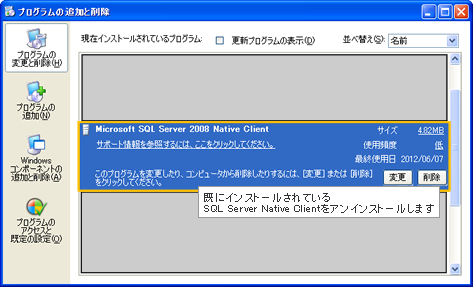 プログラムの追加と削除
プログラムの
変更と削除(H)
プログラムの
追加(N)
Windows
コンポーネントの
追加と削除(A)
プログラムの
アクセスと
既定の設定(O)
現在インストールされているプログラム:
更新プログラムの表示(D)
並べ替え(S):
名前
Microsoft SQL Server 2008 Native Client
サイズ
4.82MB
サポート情報を参照するには、ここをクリックしてください。
使用頻度
低
最終使用日 2012/06/07
このプログラムを変更したり、コンピュータから削除したりするには、[変更] または [削除]
をクリックしてください。
変更
削除
既にインストールされている
SQL Server Native Clientをアンインストールします